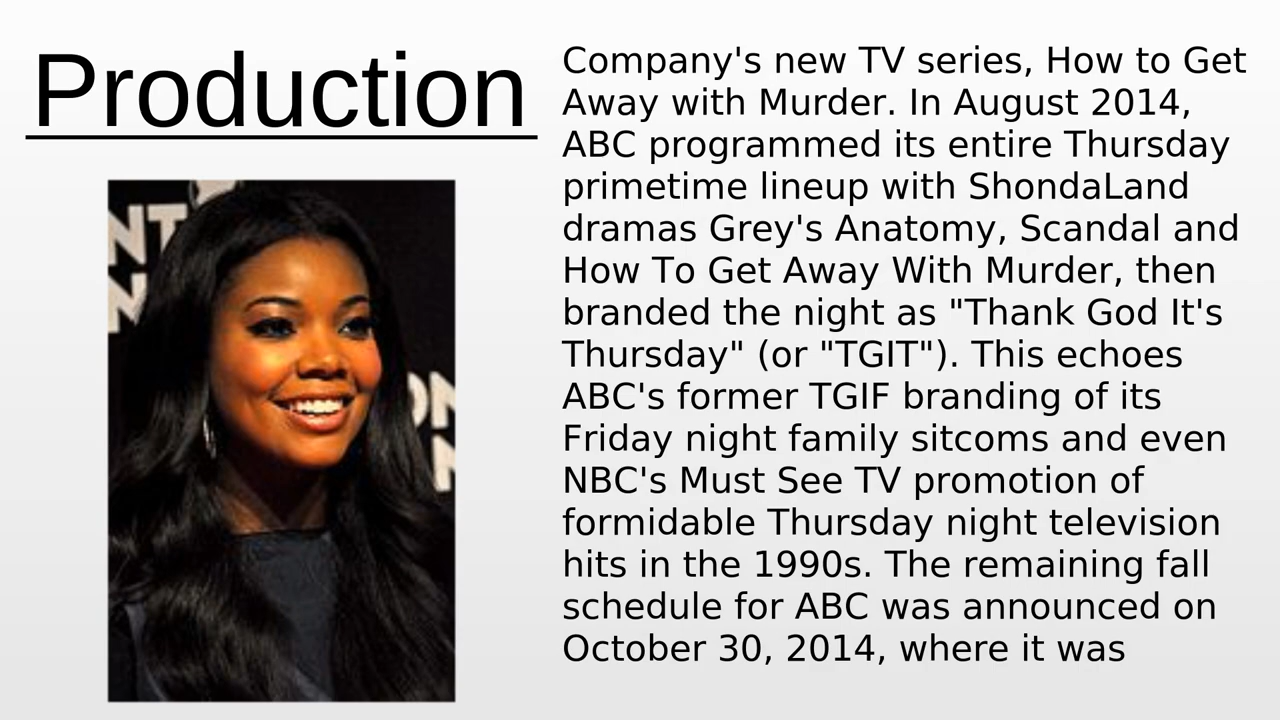 Production
Company's new TV series, How to Get
Away with Murder. In August 2014,
ABC programmed its entire Thursday
primetime lineup with ShondaLand
dramas Grey's Anatomy, Scandal and
How To Get Away With Murder, then
branded the night as "Thank God It's
Thursday" (or "TGIT"). This echoes
ABC's former TGIF branding of its
Friday night family sitcoms and even
NBC's Must See TV promotion of
formidable Thursday night television
hits in the 1990s. The remaining fall
schedule for ABC was announced on
October 30, 2014, where it was